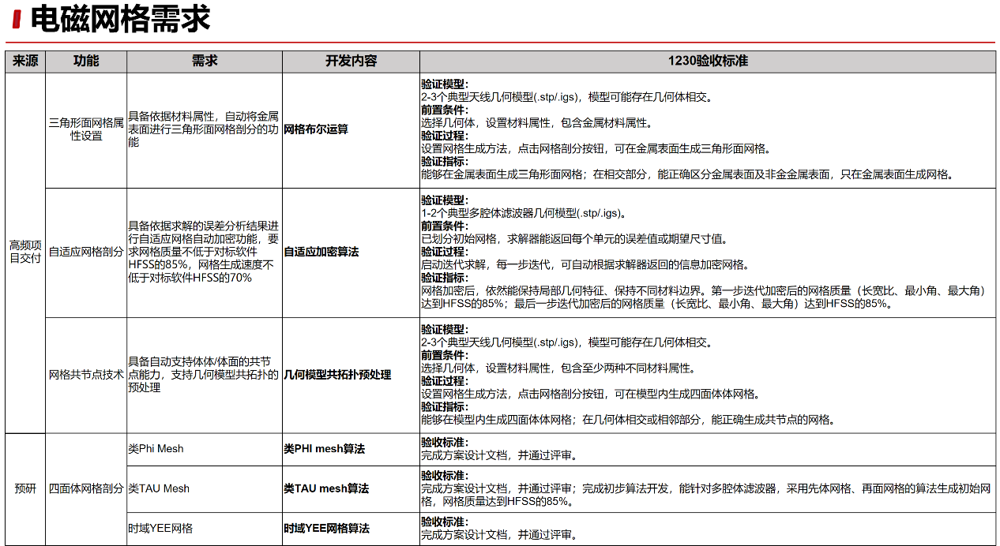 电磁网格需求
来源
功能
需求
开发内容
1230验收标准
高频项
目交付
三角形面网格属
性设置
具备依据材料属性，自动将金属
表面进行三角形面网格剖分的功
能
网格布尔运算
验证模型：
2-3个典型天线几何模型(.stp/.igs)，模型可能存在几何体相交。
前置条件：
选择几何体，设置材料属性，包含金属材料属性。
验证过程：
设置网格生成方法，点击网格剖分按钮，可在金属表面生成三角形面网格。
验证指标：
能够在金属表面生成三角形面网格；在相交部分，能正确区分金属表面及非金金属表面，只在金属表面生成网格。
自适应网格剖分
具备依据求解的误差分析结果进
行自适应网格自动加密功能，要
求网格质量不低于对标软件
HFSS的85%，网格生成速度不
低于对标软件HFSS的70%
自适应加密算法
验证模型：
1-2个典型多腔体滤波器几何模型(.stp/.igs)。
前置条件：
已划分初始网格，求解器能返回每个单元的误差值或期望尺寸值。
验证过程：
启动迭代求解，每一步迭代，可自动根据求解器返回的信息加密网格。
验证指标：
网格加密后，依然能保持局部几何特征、保持不同材料边界。第一步迭代加密后的网格质量（长宽比、最小角、最大角）
达到HFSS的85%；最后一步迭代加密后的网格质量（长宽比、最小角、最大角）达到HFSS的85%。
网格共节点技术
具备自动支持体体/体面的共节
点能力，支持几何模型共拓扑的
预处理
几何模型共拓扑预处理
验证模型：
2-3个典型天线几何模型(.stp/.igs)，模型可能存在几何体相交。
前置条件：
选择几何体，设置材料属性，包含至少两种不同材料属性。
验证过程：
设置网格生成方法，点击网格剖分按钮，可在模型内生成四面体体网格。
验证指标：
能够在模型内生成四面体体网格；在几何体相交或相邻部分，能正确生成共节点的网格。
预研
四面体网格剖分
类Phi Mesh
类PHI mesh算法
验收标准：
完成方案设计文档，并通过评审。
类TAU Mesh
类TAU mesh算法
验收标准：
完成方案设计文档，并通过评审；完成初步算法开发，能针对多腔体滤波器，采用先体网格、再面网格的算法生成初始网
格，网格质量达到HFSS的85%。
时域YEE网格
时域YEE网格算法
验收标准：
完成方案设计文档，并通过评审。